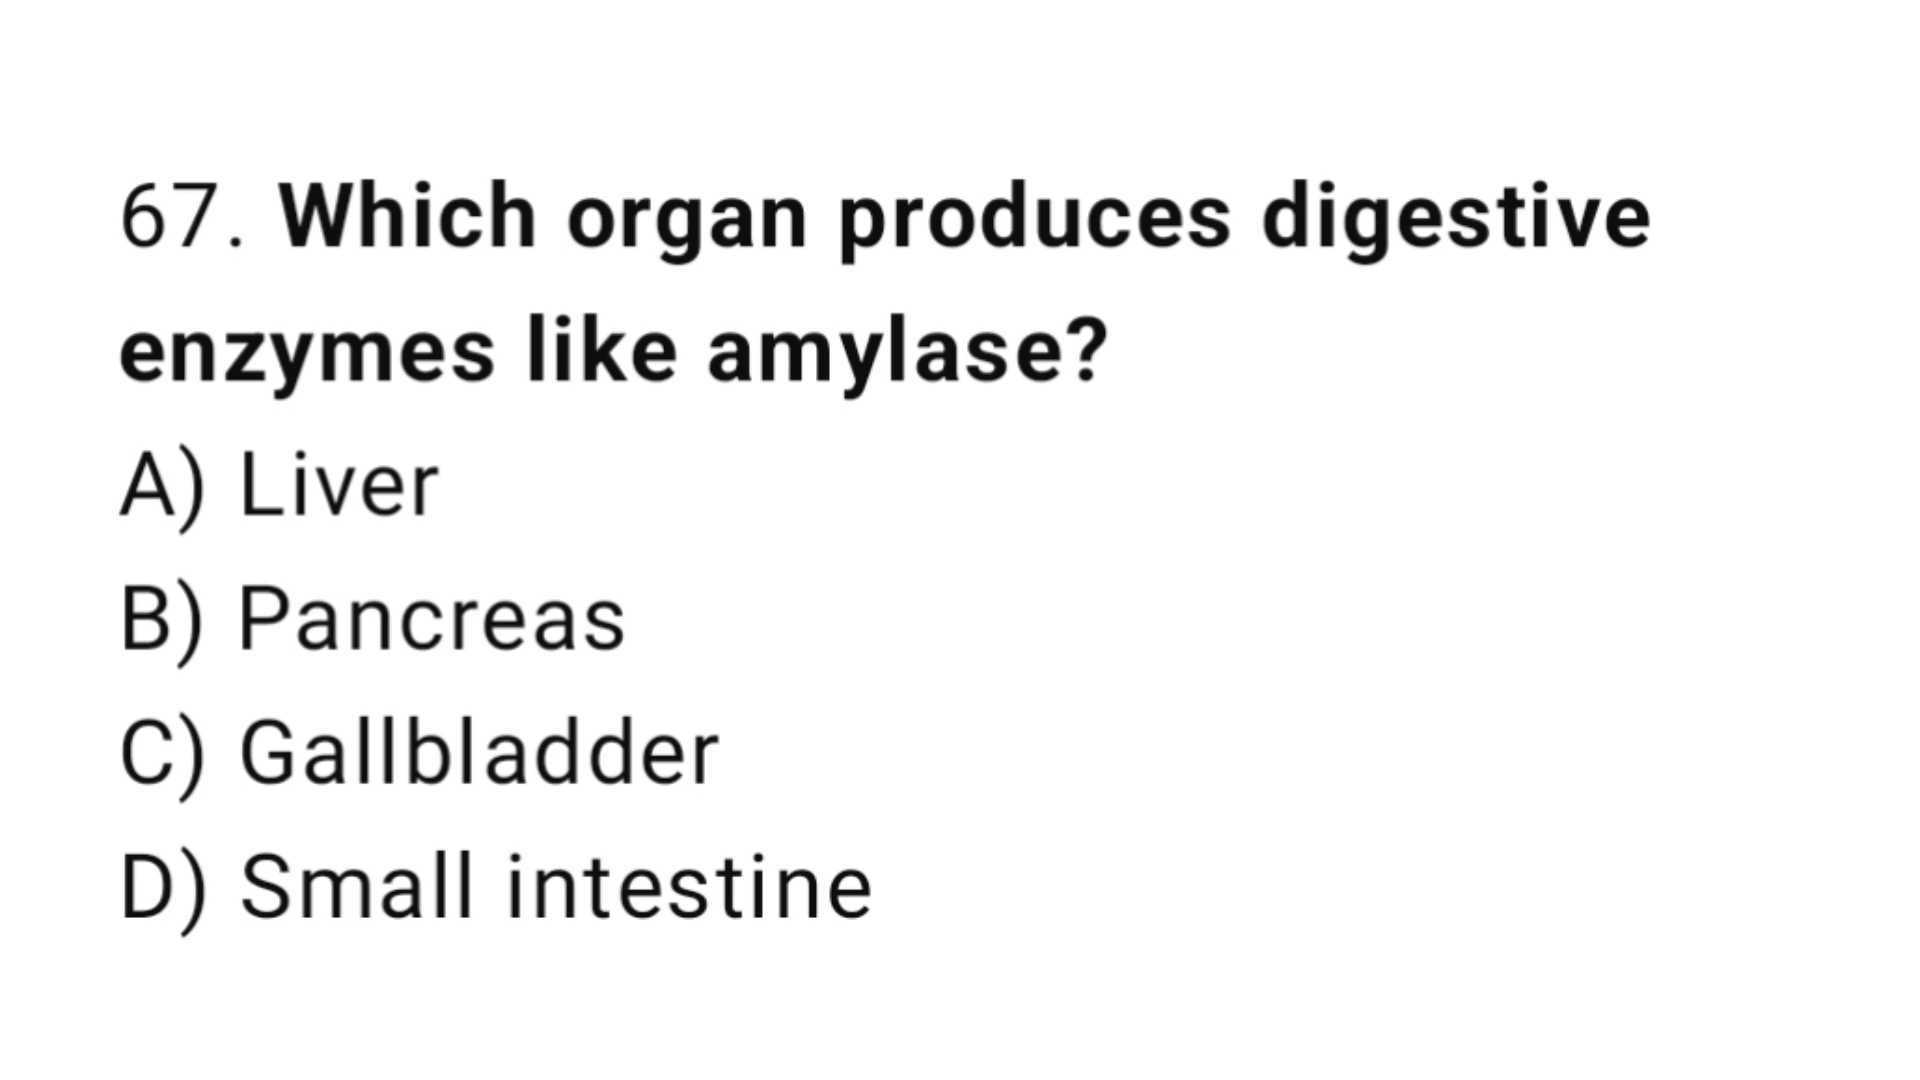 67. Which organ produces digestive
enzymes like amylase?
A) Liver
B) Pancreas
C) Gallbladder
D) Small intestine